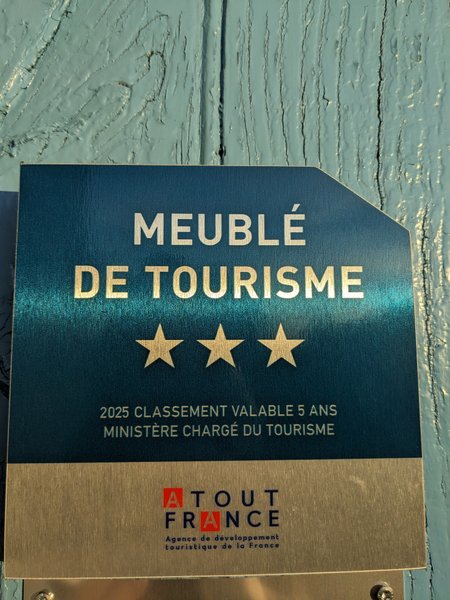 MEUBLÉ
DE TOURISME
2025 CLASSEMENT VALABLE 5 ANS
MINISTÈRE CHARGÉ DU TOURISME
ATOUT
FRANCE
Agence de développement
touristique de la France